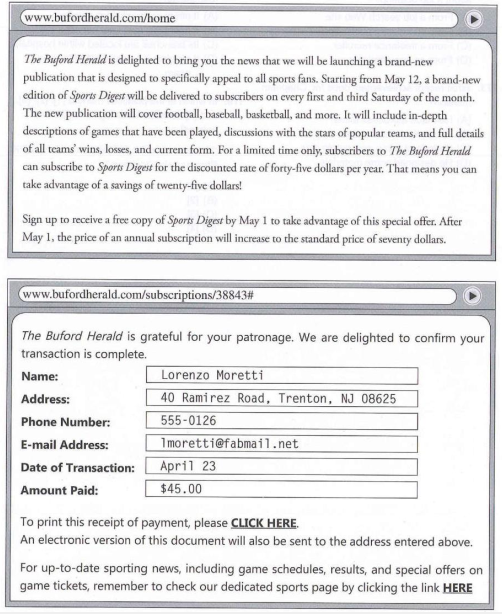 www.bufordherald.com/home
The Buford Herald is delighted to bring you the news that we will be launching a brand-new
publication that is designed to specifically appeal to all sports fans. Starting from May 12, a brand-new
edition of Sports Digest will be delivered to subscribers on every first and third Saturday of the month.
The new publication will cover football, baseball, basketball, and more. It will include in-depth
descriptions of games that have been played, discussions with the stars of popular teams, and full details
of all teams' wins, losses, and current form. For a limited time only, subscribers to The Buford Herald
can subscribe to Sports Digest for the discounted rate of forty-five dollars per year. That means you can
take advantage of a savings of twenty-five dollars!
Sign up to receive a free copy of Sports Digest by May 1 to take advantage of this special offer. After
May 1, the price of an annual subscription will increase to the standard price of seventy dollars.
www.bufordherald.com/subscriptions/38843#
The Buford Herald is grateful for your patronage. We are delighted to confirm your
transaction is complete.
Name: Lorenzo Moretti
Address: 40 Ramirez Road, Trenton, NJ 08625
Phone Number: 555-0126
E-mail Address: lmoretti@fabmail.net
Date of Transaction: April 23
Amount Paid: $45.00
To print this receipt of payment, please CLICK HERE.
An electronic version of this document will also be sent to the address entered above.
For up-to-date sporting news, including game schedules, results, and special offers on
game tickets, remember to check our dedicated sports page by clicking the link HERE